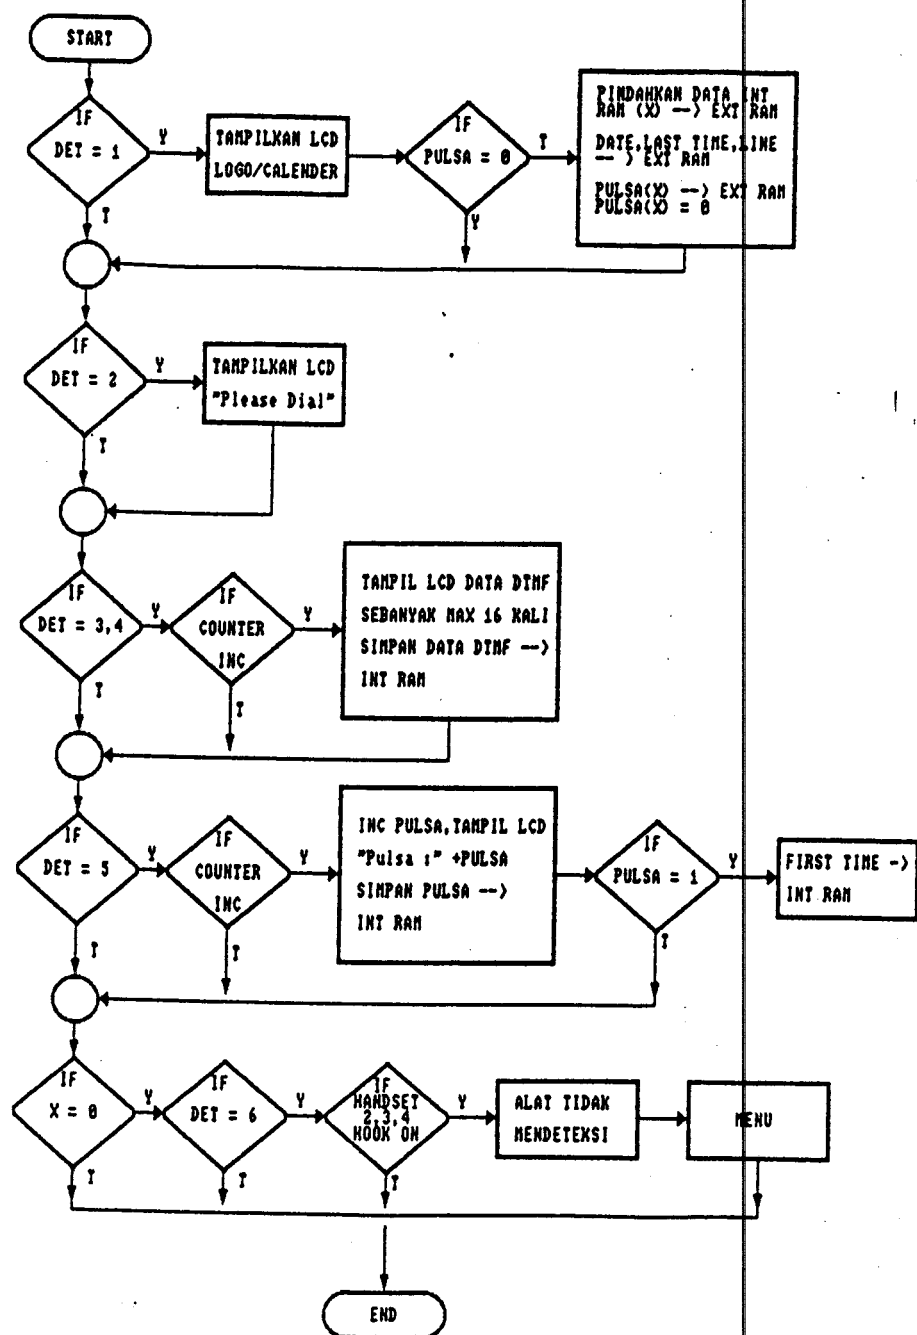 START
IF
DET = 1
Y
T
TAMPILKAN LCD
LOGO/CALENDER
IF
PULSA = 0
T
Y
PINDAHKAN DATA INT
RAM (X) --> EXT RAM
DATE,LAST TIME,LINE
-- > EXT RAM
PULSA(X) --> EXT RAM
PULSA(X) = 0
IF
DET = 2
Y
T
TAMPILKAN LCD
"Please Dial"
IF
DET = 3,4
Y
T
IF
COUNTER
INC
Y
T
TAMPIL LCD DATA DTMF
SEBANYAK MAX 16 KALI
SIMPAN DATA DTMF -->
INT RAM
IF
DET = 5
Y
T
IF
COUNTER
INC
Y
T
INC PULSA,TAMPIL LCD
"Pulsa :" +PULSA
SIMPAN PULSA -->
INT RAM
IF
PULSA = 1
Y
T
FIRST TIME ->
INT RAM
IF
X = 0
Y
T
IF
DET = 6
Y
T
IF
HANDSET
2,3,4
HOOK ON
Y
T
ALAT TIDAK
MENDETEKSI
MENU
END